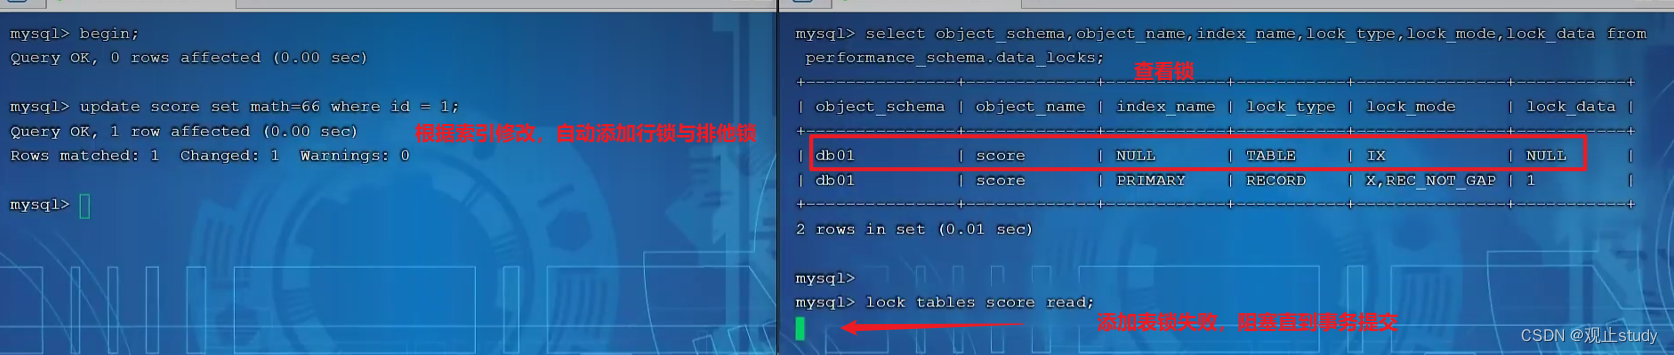 mysql> begin;
Query OK, 0 rows affected (0.00 sec)
mysql> update score set math=66 where id = 1;
Query OK, 1 row affected (0.00 sec)
根据索引修改，自动添加行锁与排他锁
Rows matched: 1  Changed: 1  Warnings: 0
mysql>
mysql> select object_schema,object_name,index_name,lock_type,lock_mode,lock_data from
performance_schema.data_locks;
查看锁
+---------------+-------------+------------+-----------+---------------+-----------+
| object_schema | object_name | index_name | lock_type | lock_mode     | lock_data |
+---------------+-------------+------------+-----------+---------------+-----------+
| db01          | score       | NULL       | TABLE     | IX            | NULL      |
| db01          | score       | PRIMARY    | RECORD    | X,REC_NOT_GAP | 1         |
+---------------+-------------+------------+-----------+---------------+-----------+
2 rows in set (0.01 sec)
mysql>
mysql> lock tables score read;
添加表锁失败，阻塞直到事务提交
CSDN @观止study